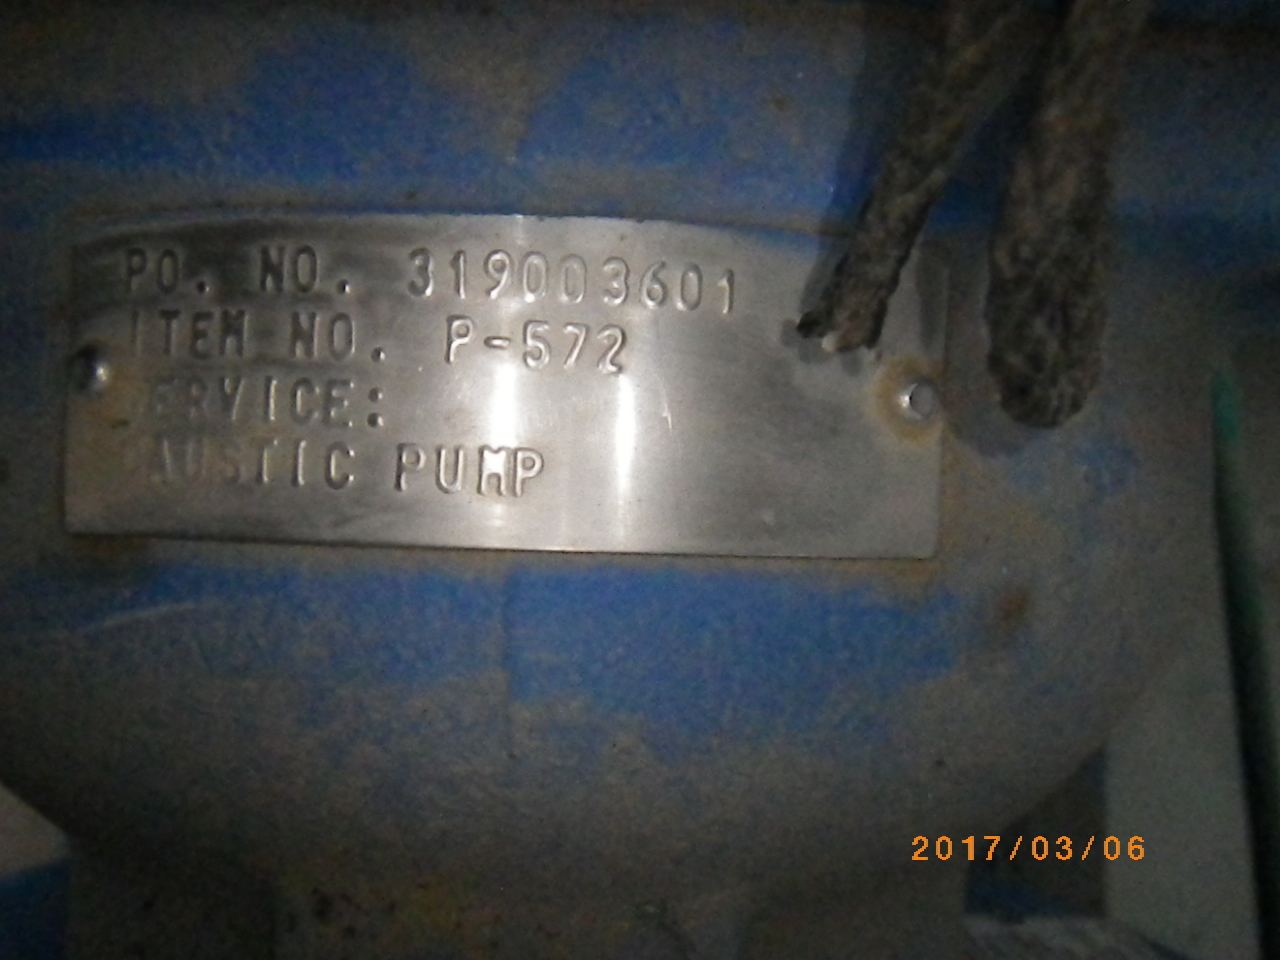 PO. NO. 319003601
ITEM NO. P-572
SERVICE:
CAUSTIC PUMP
2017/03/06